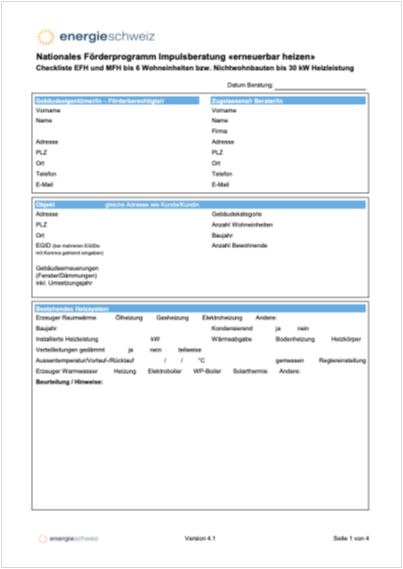 energieschweiz
Nationales Förderprogramm Impulsberatung «erneuerbar heizen»
Checkliste EFH und MFH bis 6 Wohneinheiten bzw. Nichtwohnbauten bis 30 kW Heizleistung
Datum Beratung:
Gebäudeeigentümer/in – Förderberechtigte/r Zugelassene/r Berater/in
Vorname Vorname
Name Name
Firma
Adresse Adresse
PLZ PLZ
Ort Ort
Telefon Telefon
E-Mail E-Mail
Objekt gleiche Adresse wie Kunde/Kundin
Adresse Gebäudekategorie
PLZ Anzahl Wohneinheiten
Ort Baujahr
EGID (bei mehreren EGIDs: Anzahl Bewohnende
mit Komma getrennt eingeben)
Gebäudeerneuerungen
(Fenster/Dämmungen)
inkl. Umsetzungsjahr
Bestehendes Heizsystem
Erzeuger Raumwärme Ölheizung Gasheizung Elektroheizung Andere:
Baujahr Kondensierend ja nein
Installierte Heizleistung kW Wärmeabgabe Bodenheizung Heizkörper
Verteilleitungen gedämmt ja nein teilweise
Aussentemperatur/Vorlauf-/Rücklauf / / °C gemessen Reglereinstellung
Erzeuger Warmwasser Heizung Elektroboiler WP-Boiler Solarthermie Andere:
Beurteilung / Hinweise:
energieschweiz Version 4.1 Seite 1 von 4